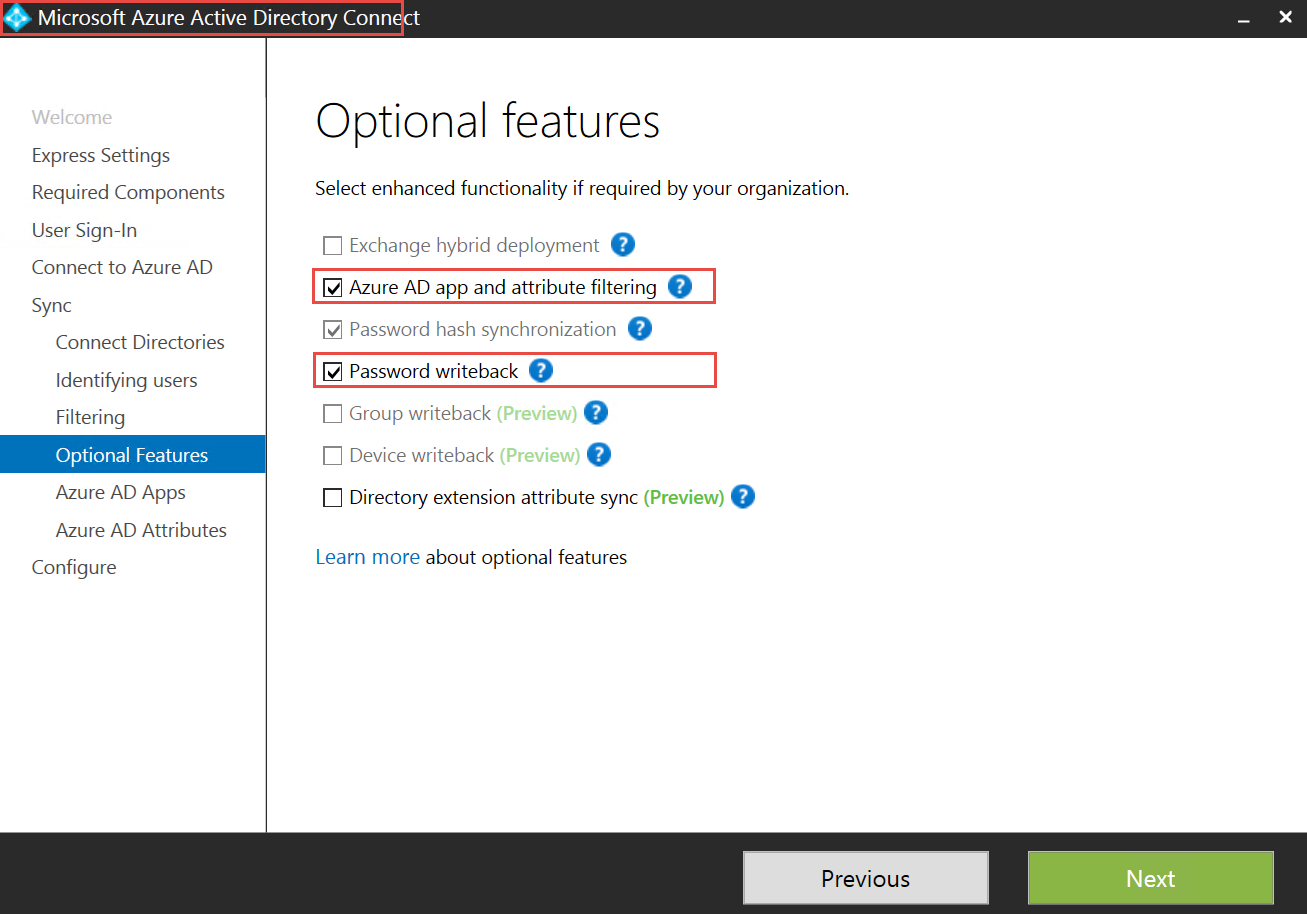 Microsoft Azure Active Directory Connect
Welcome
Express Settings
Required Components
User Sign-In
Connect to Azure AD
Sync
Connect Directories
Identifying users
Filtering
Optional Features
Azure AD Apps
Azure AD Attributes
Configure
Optional features
Select enhanced functionality if required by your organization.
Exchange hybrid deployment ?
Azure AD app and attribute filtering ?
Password hash synchronization ?
Password writeback ?
Group writeback (Preview) ?
Device writeback (Preview) ?
Directory extension attribute sync (Preview) ?
Learn more about optional features
Previous
Next